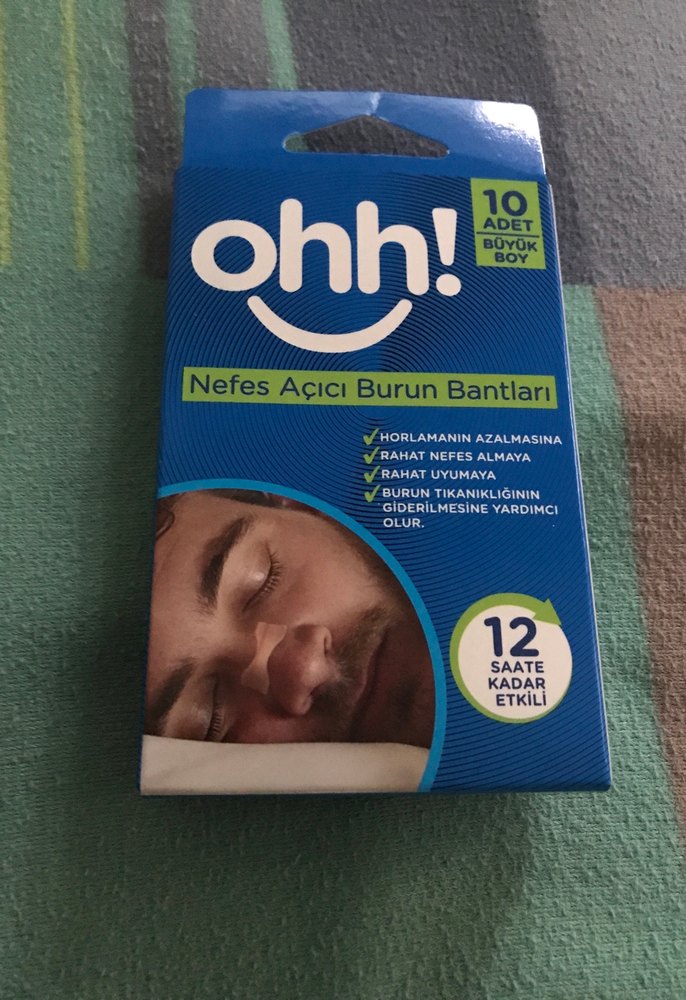 ohh!
10
ADET
BÜYÜK
BOY
Nefes Açıcı Burun Bantları
HORLAMANIN AZALMASINA
RAHAT NEFES ALMAYA
RAHAT UYUMAYA
BURUN TIKANIKLIĞININ
GİDERİLMESİNE YARDIMCI
OLUR.
12
SAATE
KADAR
ETKİLİ